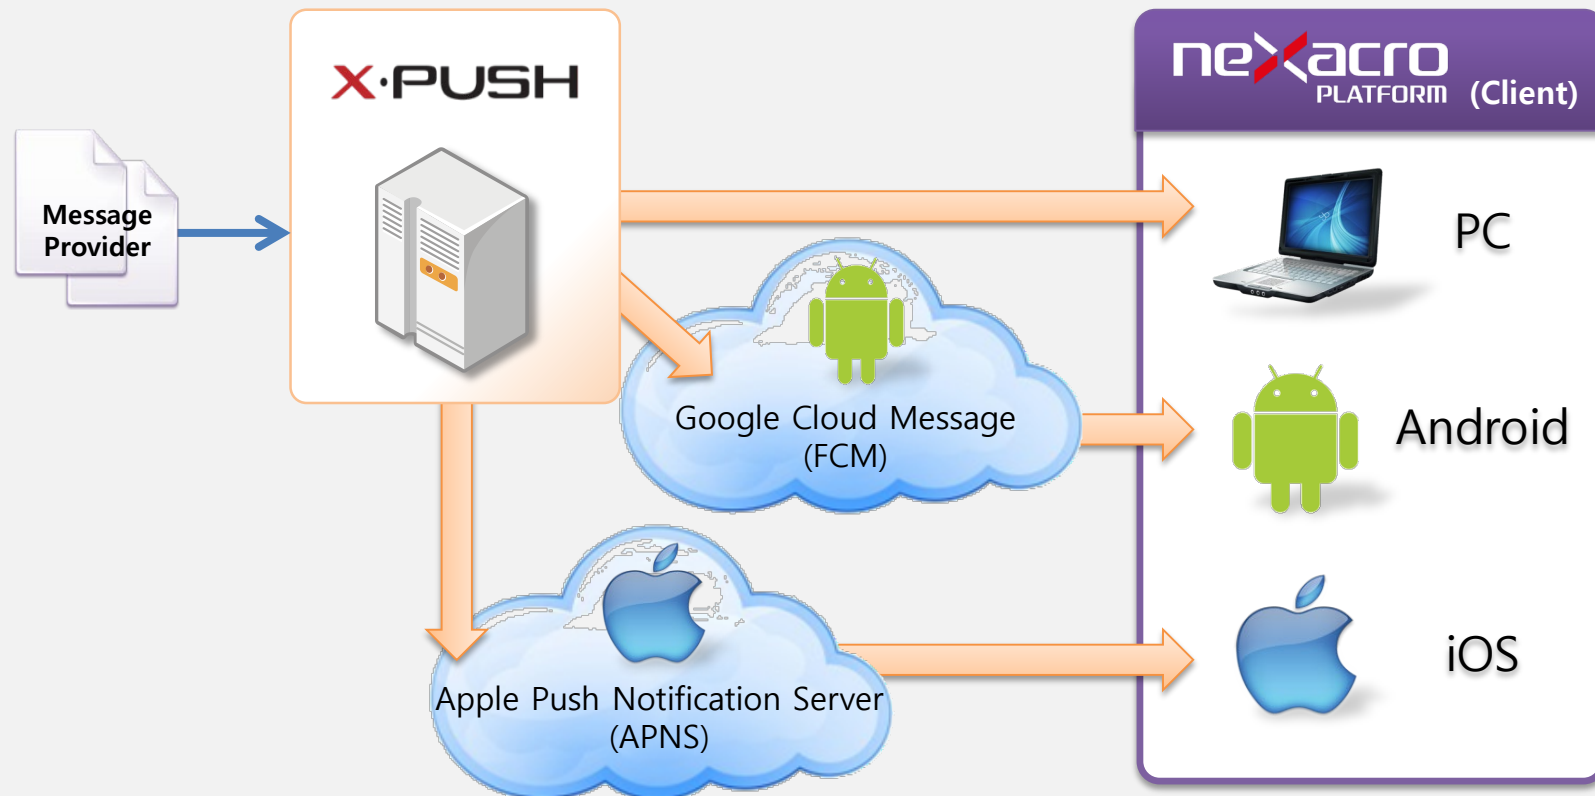 X·PUSH
Message
Provider
nexacro
PLATFORM (Client)
PC
Google Cloud Message
(FCM)
Android
Apple Push Notification Server
(APNS)
iOS